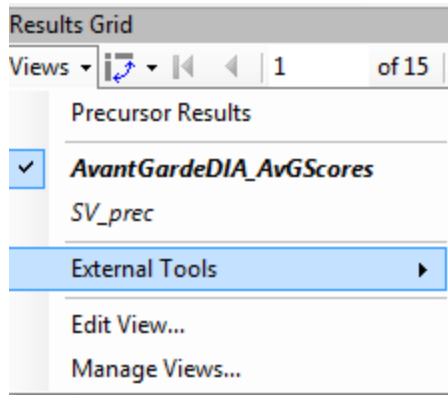 Results Grid
Views 1 of 15
Precursor Results
AvantGardeDIA_AvGScores
SV_prec
External Tools
Edit View...
Manage Views...